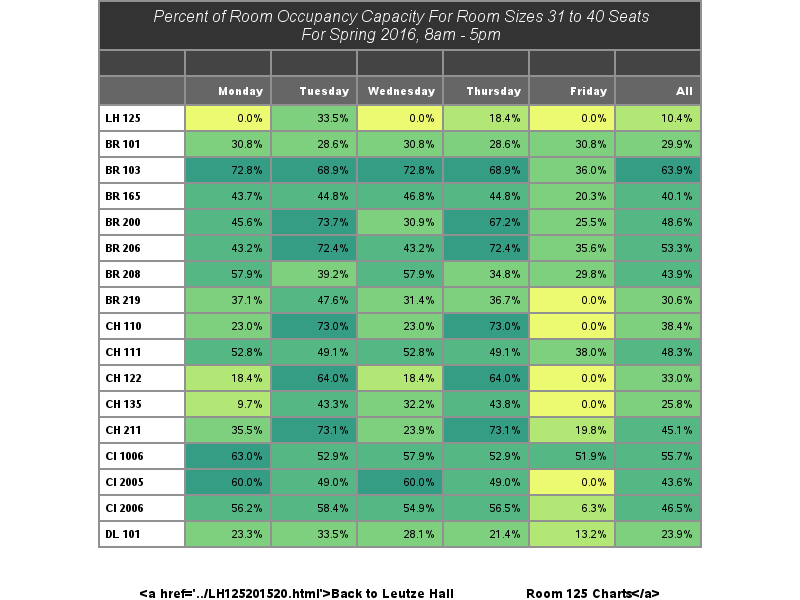 Percent of Room Occupancy Capacity For Room Sizes 31 to 40 Seats
For Spring 2016, 8am - 5pm
Monday Tuesday Wednesday Thursday Friday All
LH 125 0.0% 33.5% 0.0% 18.4% 0.0% 10.4%
BR 101 30.8% 28.6% 30.8% 28.6% 30.8% 29.9%
BR 103 72.8% 68.9% 72.8% 68.9% 36.0% 63.9%
BR 165 43.7% 44.8% 46.8% 44.8% 20.3% 40.1%
BR 200 45.6% 73.7% 30.9% 67.2% 25.5% 48.6%
BR 206 43.2% 72.4% 43.2% 72.4% 35.6% 53.3%
BR 208 57.9% 39.2% 57.9% 34.8% 29.8% 43.9%
BR 219 37.1% 47.6% 31.4% 36.7% 0.0% 30.6%
CH 110 23.0% 73.0% 23.0% 73.0% 0.0% 38.4%
CH 111 52.8% 49.1% 52.8% 49.1% 38.0% 48.3%
CH 122 18.4% 64.0% 18.4% 64.0% 0.0% 33.0%
CH 135 9.7% 43.3% 32.2% 43.8% 0.0% 25.8%
CH 211 35.5% 73.1% 23.9% 73.1% 19.8% 45.1%
CI 1006 63.0% 52.9% 57.9% 52.9% 51.9% 55.7%
CI 2005 60.0% 49.0% 60.0% 49.0% 0.0% 43.6%
CI 2006 56.2% 58.4% 54.9% 56.5% 6.3% 46.5%
DL 101 23.3% 33.5% 28.1% 21.4% 13.2% 23.9%
<a href='../LH125201520.html'>Back to Leutze Hall Room 125 Charts</a>